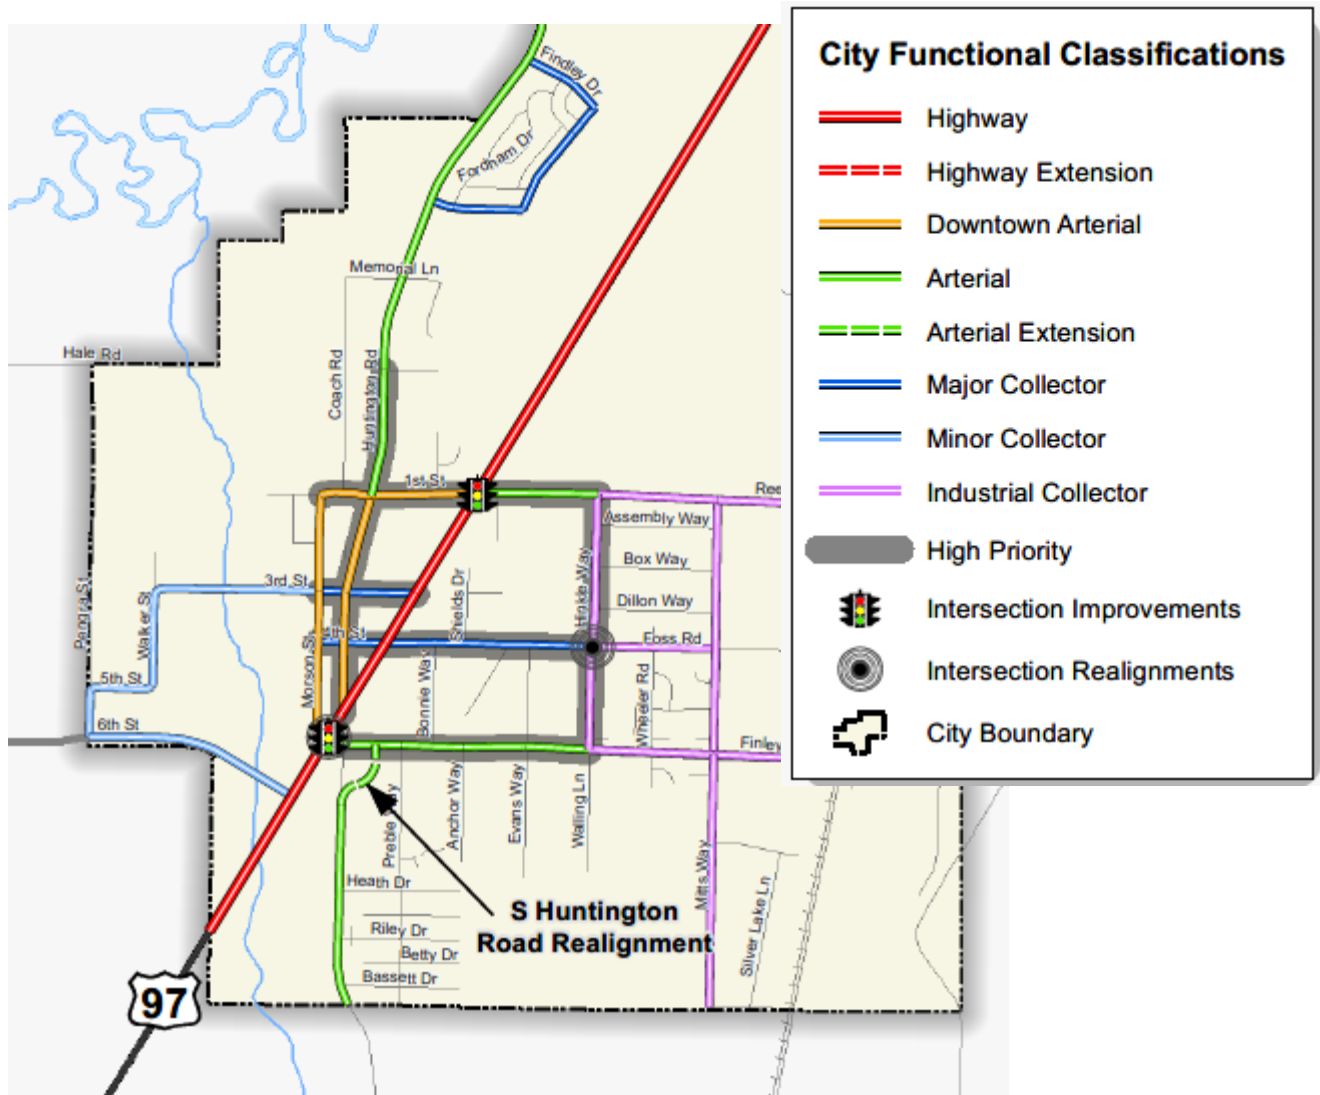 City Functional Classifications
Highway
Highway Extension
Downtown Arterial
Arterial
Arterial Extension
Major Collector
Minor Collector
Industrial Collector
High Priority
Intersection Improvements
Intersection Realignments
City Boundary
Findley Dr
Fordham Dr
Memorial Ln
Hale Rd
Coach Rd
Huntington Rd
1st St
Ree
Assembly Way
Box Way
Dillon Way
Hinkle Way
Shields Dr
3rd St
Foss Rd
Pengra St
Walker St
Morson St
5th St
6th St
Bonnie Way
Wheeler Rd
Finley
Preble Way
Anchor Way
Evans Way
Walling Ln
Mitts Way
Silver Lake Ln
Heath Dr
S Huntington
Road Realignment
Riley Dr
Betty Dr
Bassett Dr
97